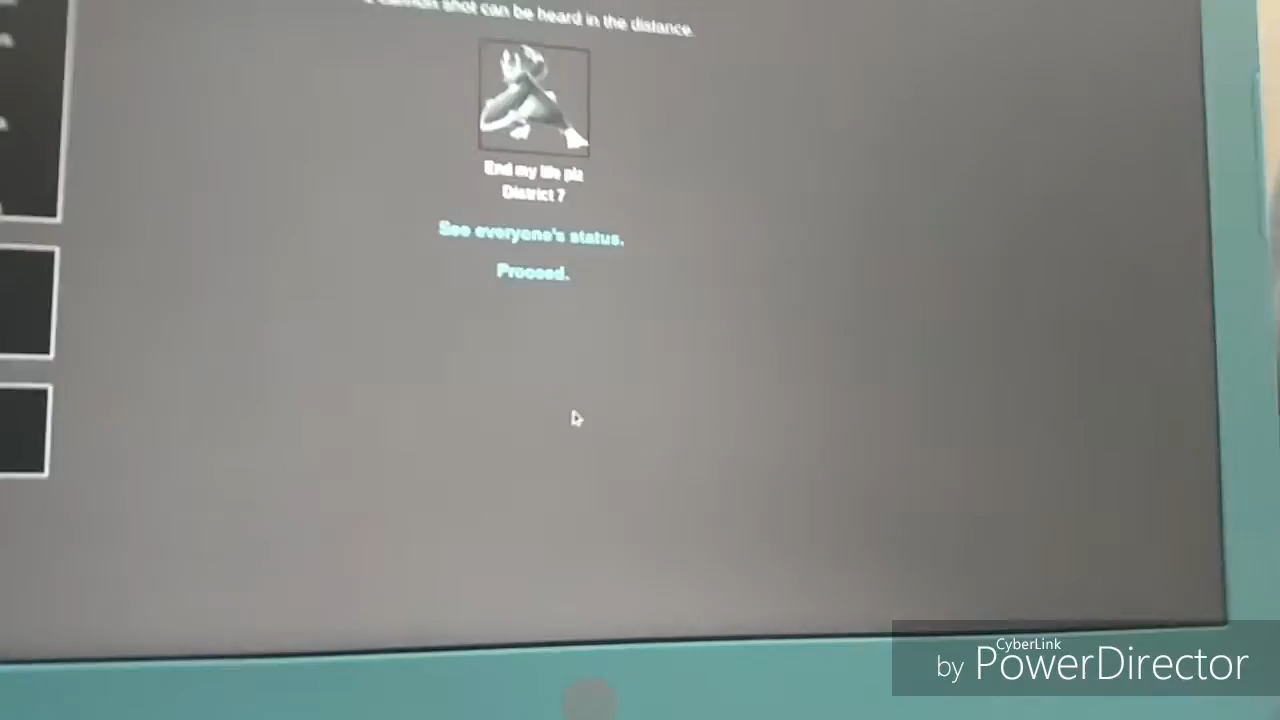 cannon shot can be heard in the distance.
End my life plz
District 7
See everyone's status.
Proceed.
CyberLink
by PowerDirector